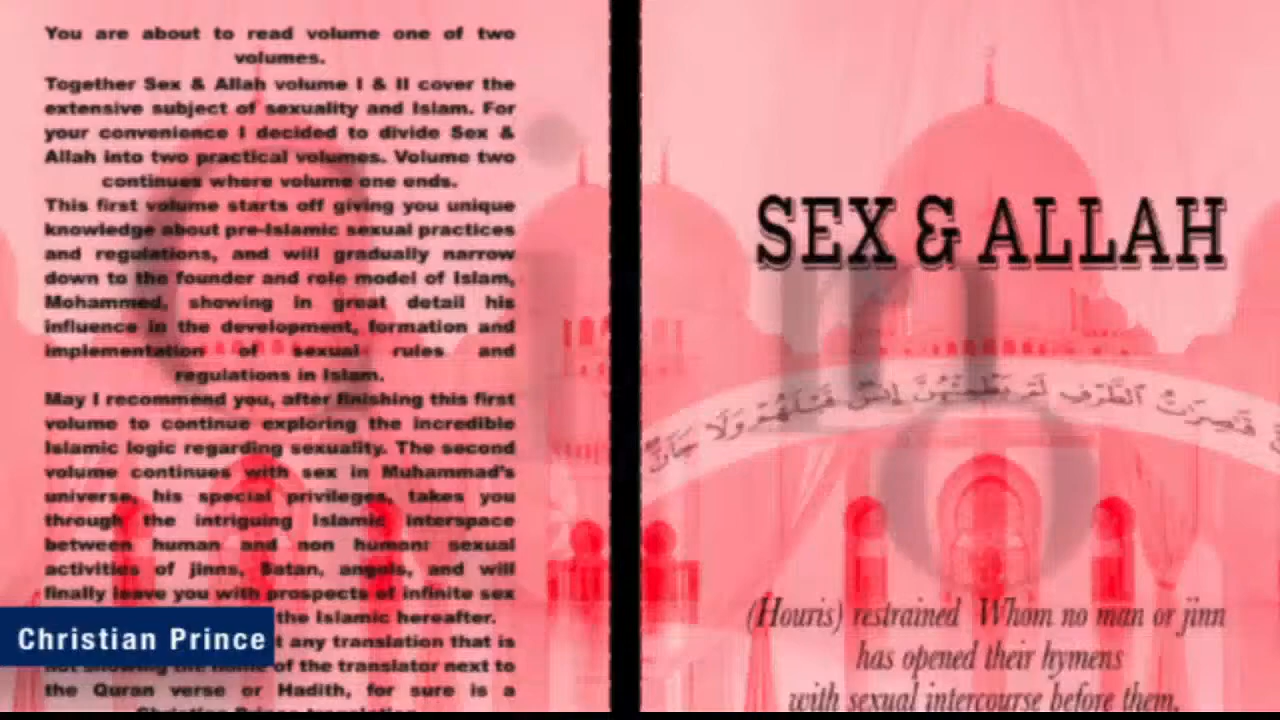 You are about to read volume one of two
volumes.
Together Sex & Allah volume I & II cover the
extensive subject of sexuality and Islam. For
your convenience I decided to divide Sex &
Allah into two practical volumes. Volume two
continues where volume one ends.
This first volume starts off giving you unique
knowledge about pre-Islamic sexual practices
and regulations, and will gradually narrow
down to the founder and role model of Islam,
Mohammed, showing in great detail his
influence in the development, formation and
implementation of sexual rules and
regulations in Islam.
May I recommend you, after finishing this first
volume to continue exploring the incredible
Islamic logic regarding sexuality. The second
volume continues with sex in Muhammad's
universe, his special privileges, takes you
through the intriguing Islamic interspace
between human and non human: sexual
activities of jinns, Satan, angels, and will
finally leave you with prospects of infinite sex
the Islamic hereafter.
any translation that is
of the translator next to
the Quran verse or Hadith, for sure is a
Christian Prince translation
Christian Prince
SEX & ALLAH
قَٰصِرَٰتُ ٱلطَّرْفِ لَمْ يَطْمِثْهُنَّ إِنسٌ قَبْلَهُمْ وَلَا جَآنٌّ
(Houris) restrained Whom no man or jinn
has opened their hymens
with sexual intercourse before them.